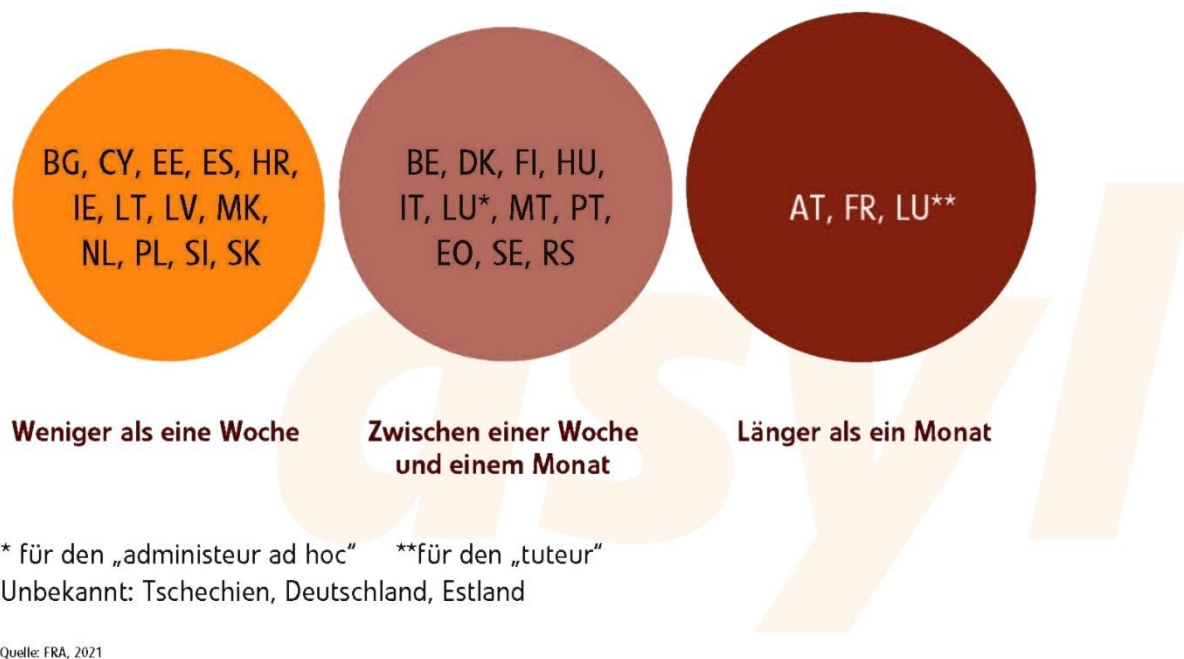 BG, CY, EE, ES, HR,
IE, LT, LV, MK,
NL, PL, SI, SK
BE, DK, FI, HU,
IT, LU*, MT, PT,
EO, SE, RS
AT, FR, LU**
Weniger als eine Woche
Zwischen einer Woche
und einem Monat
Länger als ein Monat
* für den „administeur ad hoc“ **für den „tuteur“
Unbekannt: Tschechien, Deutschland, Estland
Quelle: FRA, 2021
asyl